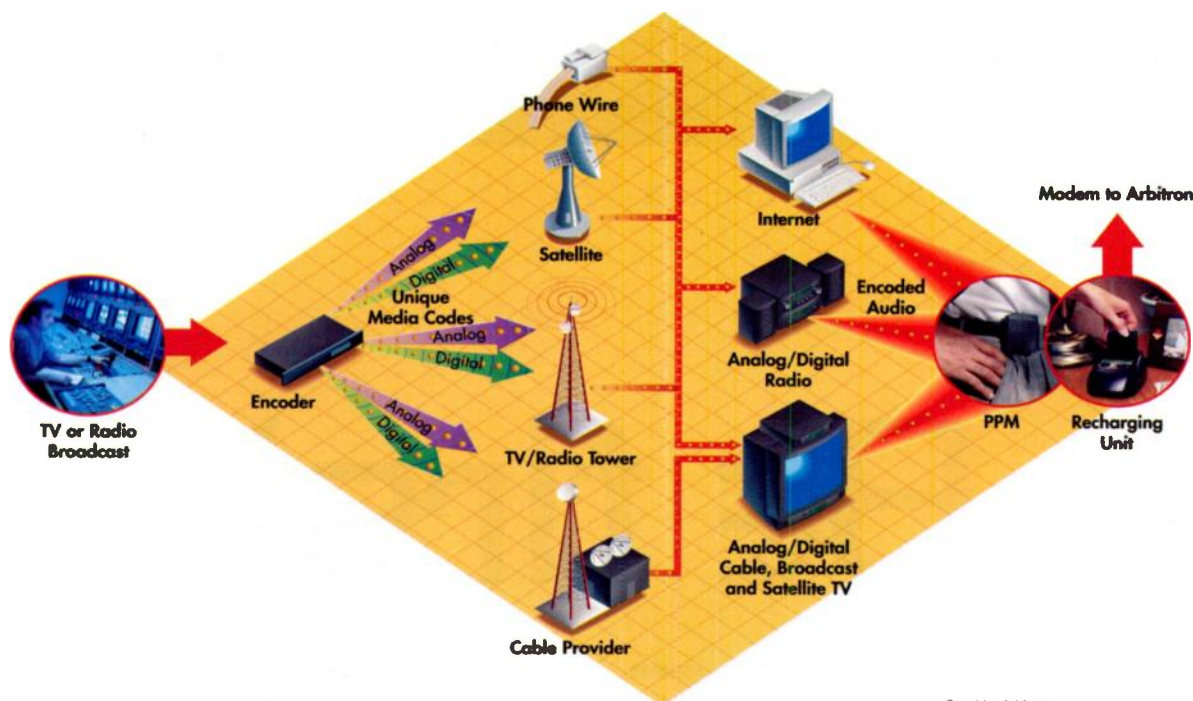 Phone Wire
Satellite
Internet
Modem to Arbitron
Analog
Digital
Unique
Media Codes
Analog
Digital
Encoded
Audio
Analog/Digital
Radio
Encoder
Analog
Digital
TV or Radio
Broadcast
TV/Radio Tower
PPM
Recharging
Unit
Analog/Digital
Cable, Broadcast
and Satellite TV
Cable Provider